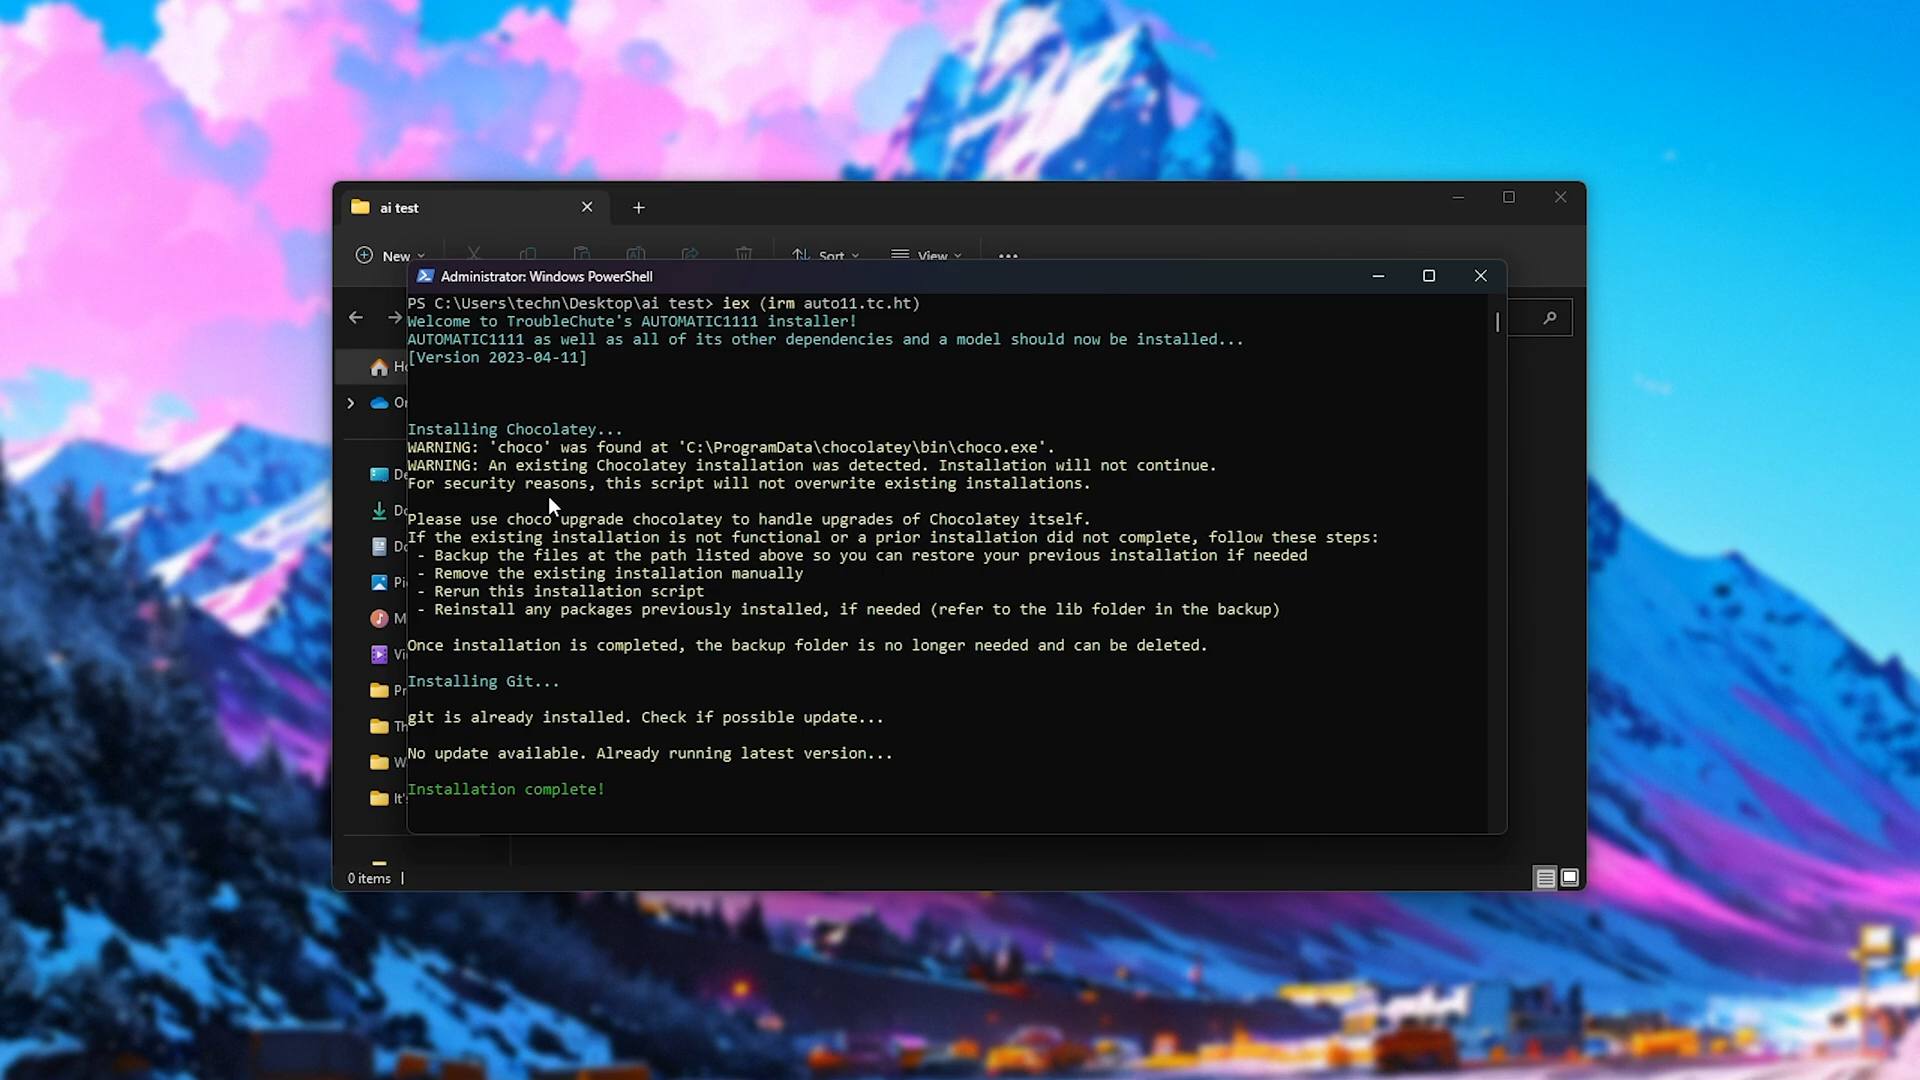 ai test
New
Sort
View
Administrator: Windows PowerShell
PS C:\Users\techn\Desktop\ai test> iex (irm auto11.tc.ht)
Welcome to TroubleChute's AUTOMATIC1111 installer!
AUTOMATIC1111 as well as all of its other dependencies and a model should now be installed...
[Version 2023-04-11]
Installing Chocolatey...
WARNING: 'choco' was found at 'C:\ProgramData\chocolatey\bin\choco.exe'.
WARNING: An existing Chocolatey installation was detected. Installation will not continue.
For security reasons, this script will not overwrite existing installations.
Please use choco upgrade chocolatey to handle upgrades of Chocolatey itself.
If the existing installation is not functional or a prior installation did not complete, follow these steps:
- Backup the files at the path listed above so you can restore your previous installation if needed
- Remove the existing installation manually
- Rerun this installation script
- Reinstall any packages previously installed, if needed (refer to the lib folder in the backup)
Once installation is completed, the backup folder is no longer needed and can be deleted.
Installing Git...
git is already installed. Check if possible update...
No update available. Already running latest version...
Installation complete!
0 items